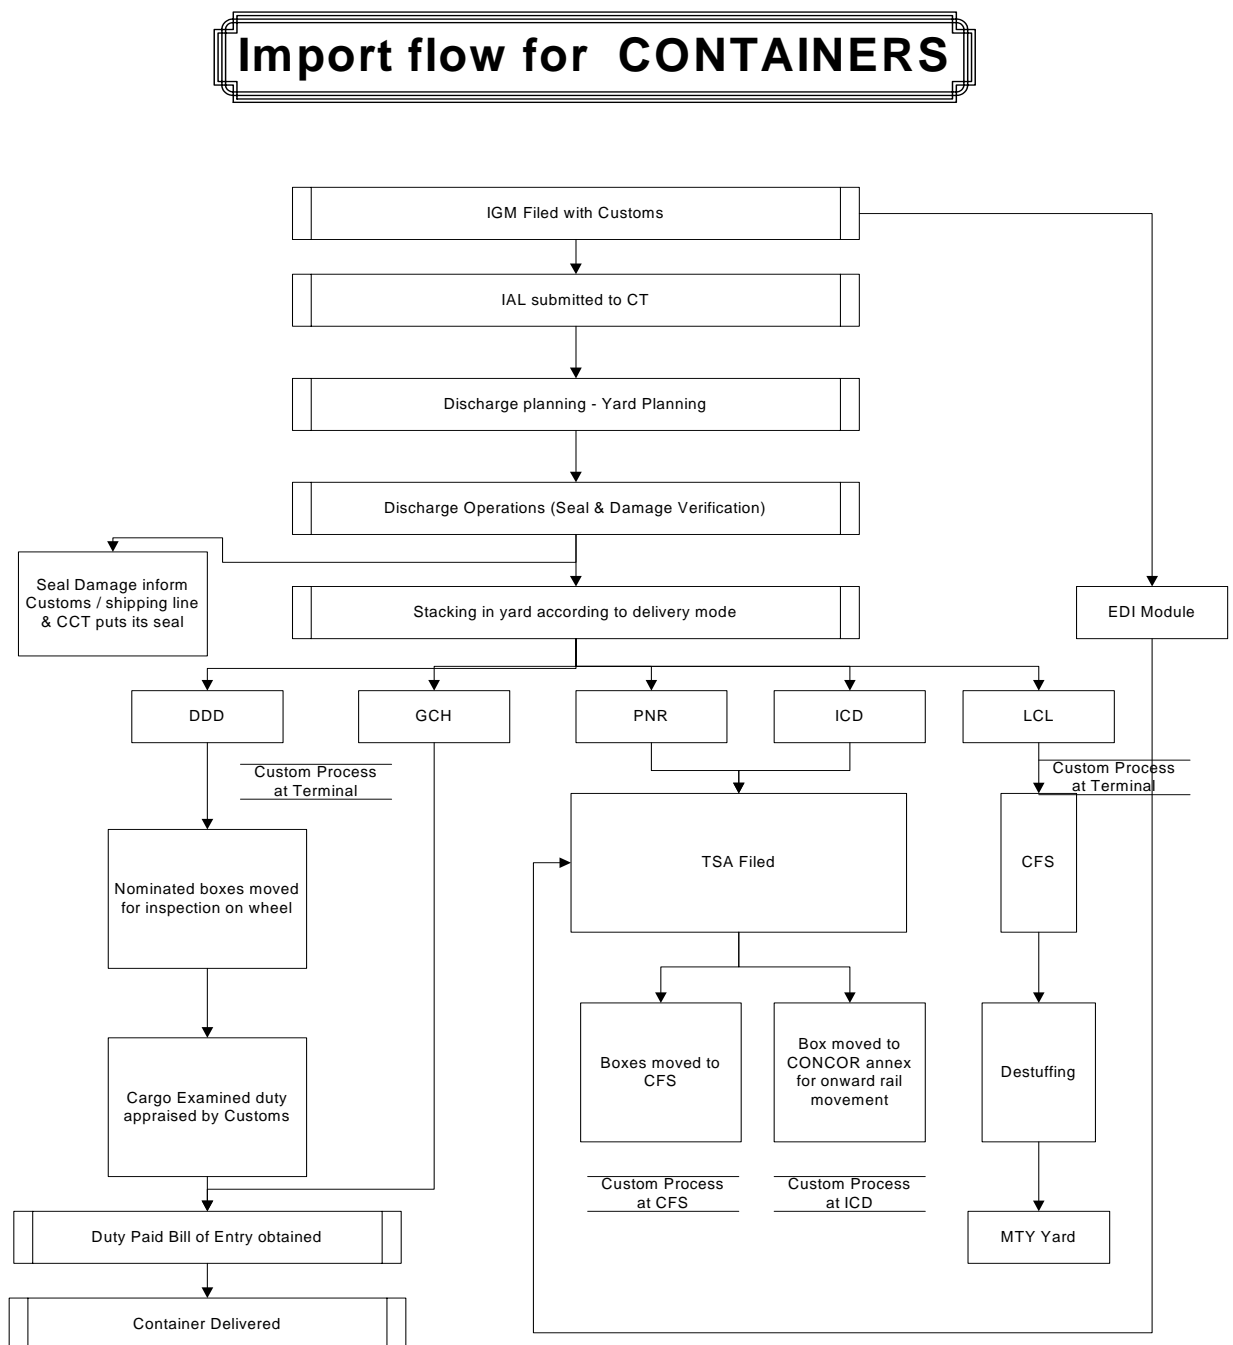 Import flow for CONTAINERS
IGM Filed with Customs
IAL submitted to CT
Discharge planning - Yard Planning
Discharge Operations (Seal & Damage Verification)
Seal Damage inform
Customs / shipping line
& CCT puts its seal
Stacking in yard according to delivery mode
EDI Module
DDD
GCH
PNR
ICD
LCL
Custom Process
at Terminal
Custom Process
at Terminal
Nominated boxes moved
for inspection on wheel
TSA Filed
CFS
Cargo Examined duty
appraised by Customs
Boxes moved to
CFS
Box moved to
CONCOR annex
for onward rail
movement
Destuffing
Custom Process
at CFS
Custom Process
at ICD
Duty Paid Bill of Entry obtained
MTY Yard
Container Delivered